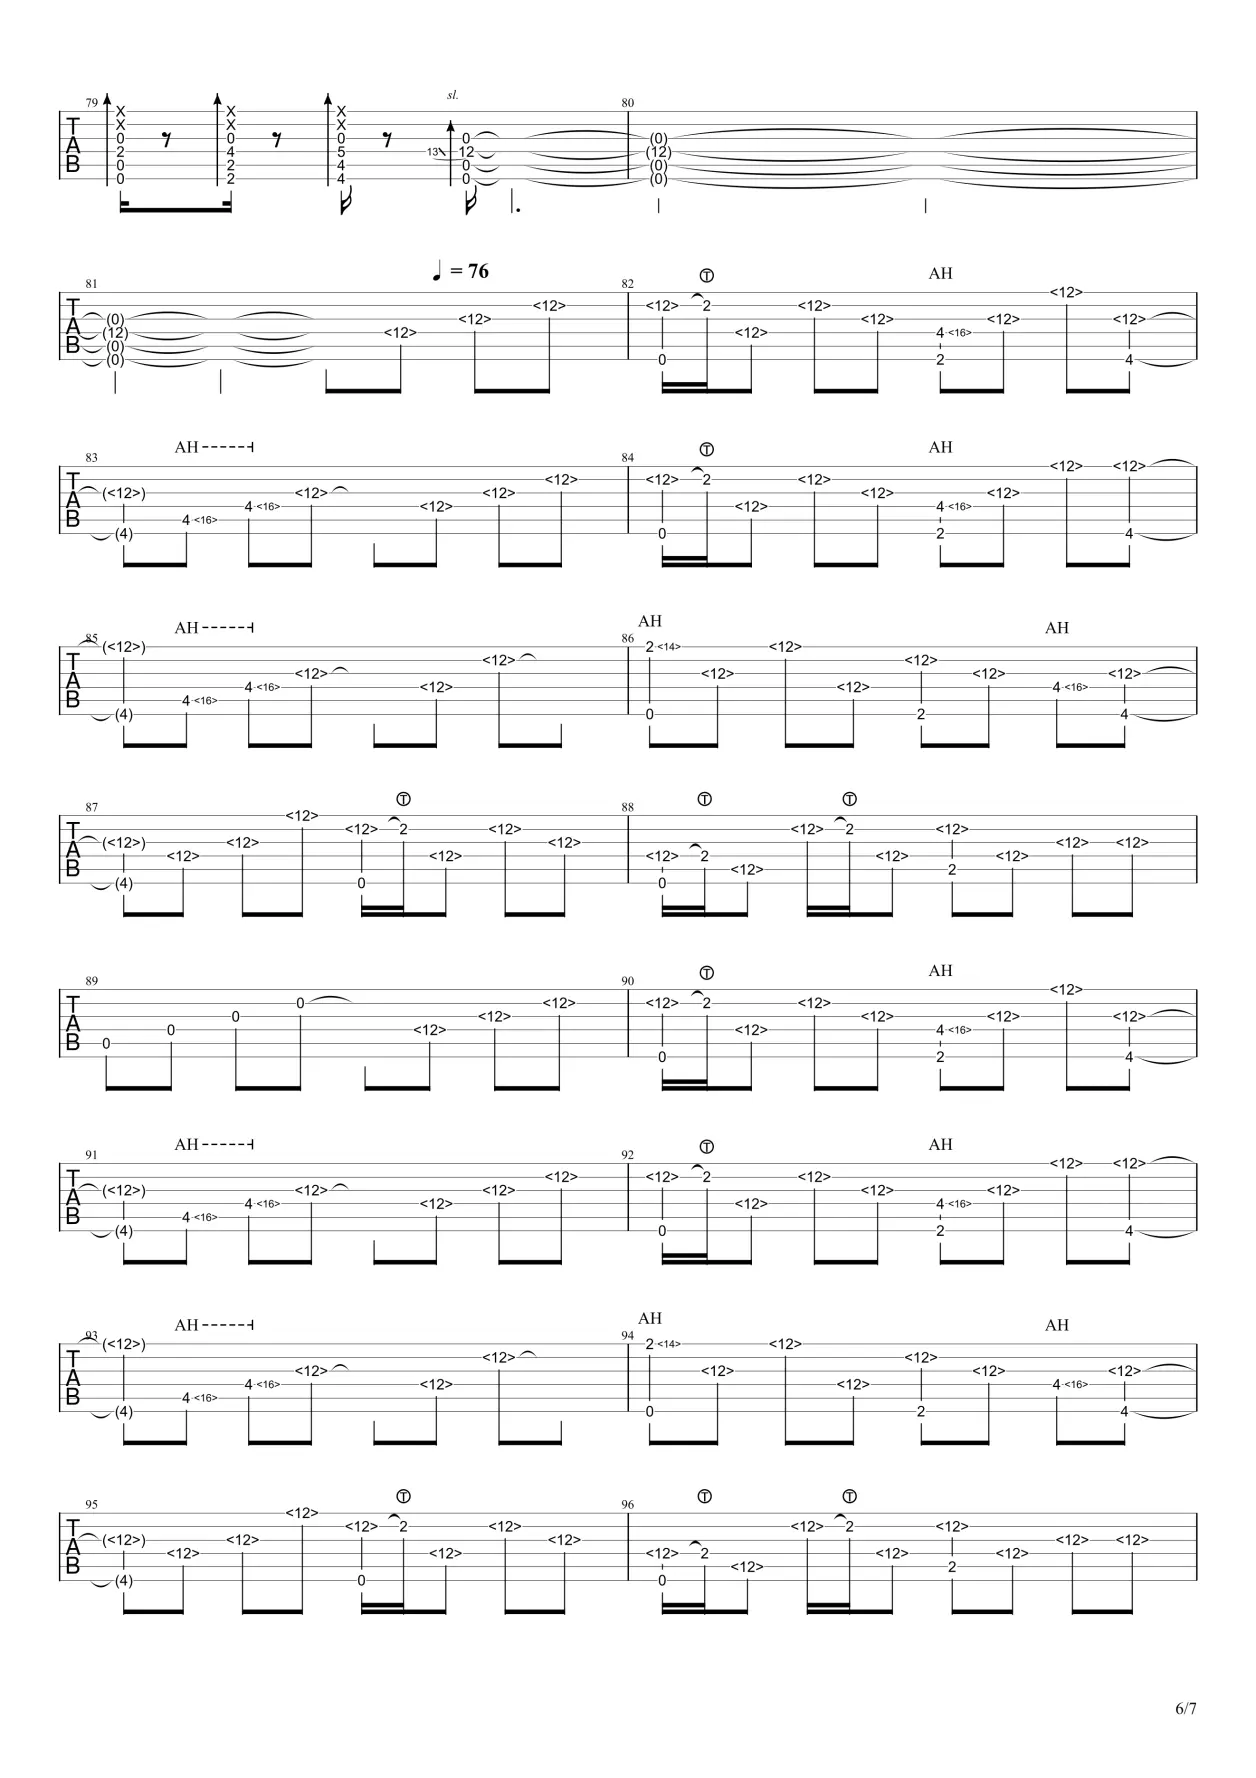 79 sl. 80
X X X
X X X
0 0 0 0 (0)
2 4 5 13 12 (12)
0 2 4 0 (0)
0 2 4 0 (0)
= 76
81 82 T AH
<12>
<12> <12> 2 <12>
(0) <12> <12> <12> <12>
(12) <12> <12> 4 <16>
(0)
(0) 0 2 4
AH T AH
83 84
<12> <12>
<12> <12> 2 <12>
(<12>) <12> <12> <12> <12>
4 <16> <12> <12> 4 <16>
4 <16>
(4) 0 2 4
AH AH AH
85 86
(<12>) 2 <14> <12>
<12> <12>
<12> <12> <12> <12>
4 <16> <12> <12> 4 <16>
4 <16>
(4) 0 2 4
T T T
87 88
<12>
<12> 2 <12> <12> 2 <12>
(<12>) <12> <12> <12> <12>
<12> <12> <12> 2 <12> <12>
<12> 2
(4) 0 0
T AH
89 90
<12>
0 <12> <12> 2 <12>
0 <12> <12> <12> <12>
0 <12> <12> 4 <16>
0
0 2 4
AH T AH
91 92
<12> <12>
<12> <12> 2 <12>
(<12>) <12> <12> <12> <12>
4 <16> <12> <12> 4 <16>
4 <16>
(4) 0 2 4
AH AH AH
93 94
(<12>) 2 <14> <12>
<12> <12>
<12> <12> <12> <12>
4 <16> <12> <12> 4 <16>
4 <16>
(4) 0 2 4
T T T
95 96
<12>
<12> 2 <12> <12> 2 <12>
(<12>) <12> <12> <12> <12>
<12> <12> <12> 2 <12> <12>
<12> 2
(4) 0 0
6/7